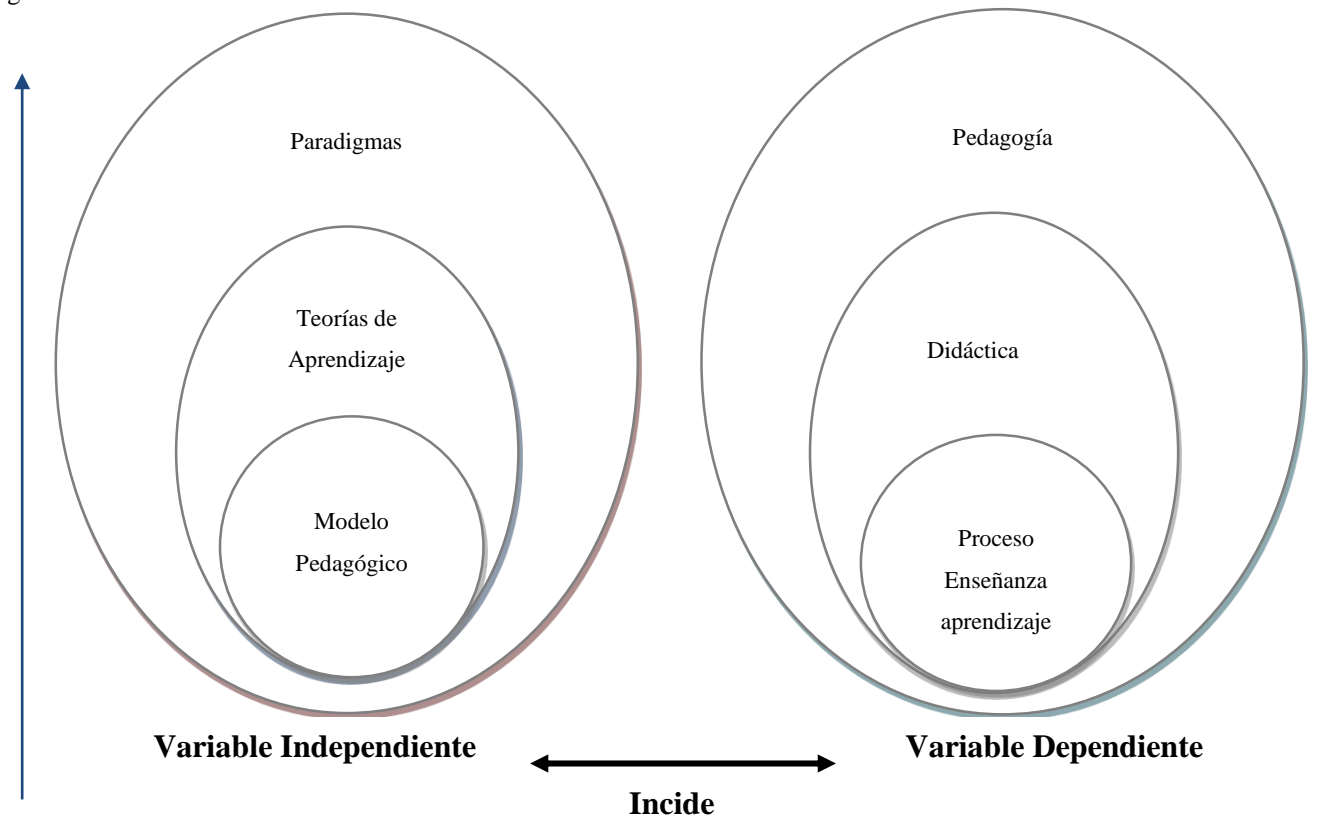 Paradigmas
Teorías de
Aprendizaje
Modelo
Pedagógico
Pedagogía
Didáctica
Proceso
Enseñanza
aprendizaje
Variable Independiente
Variable Dependiente
Incide